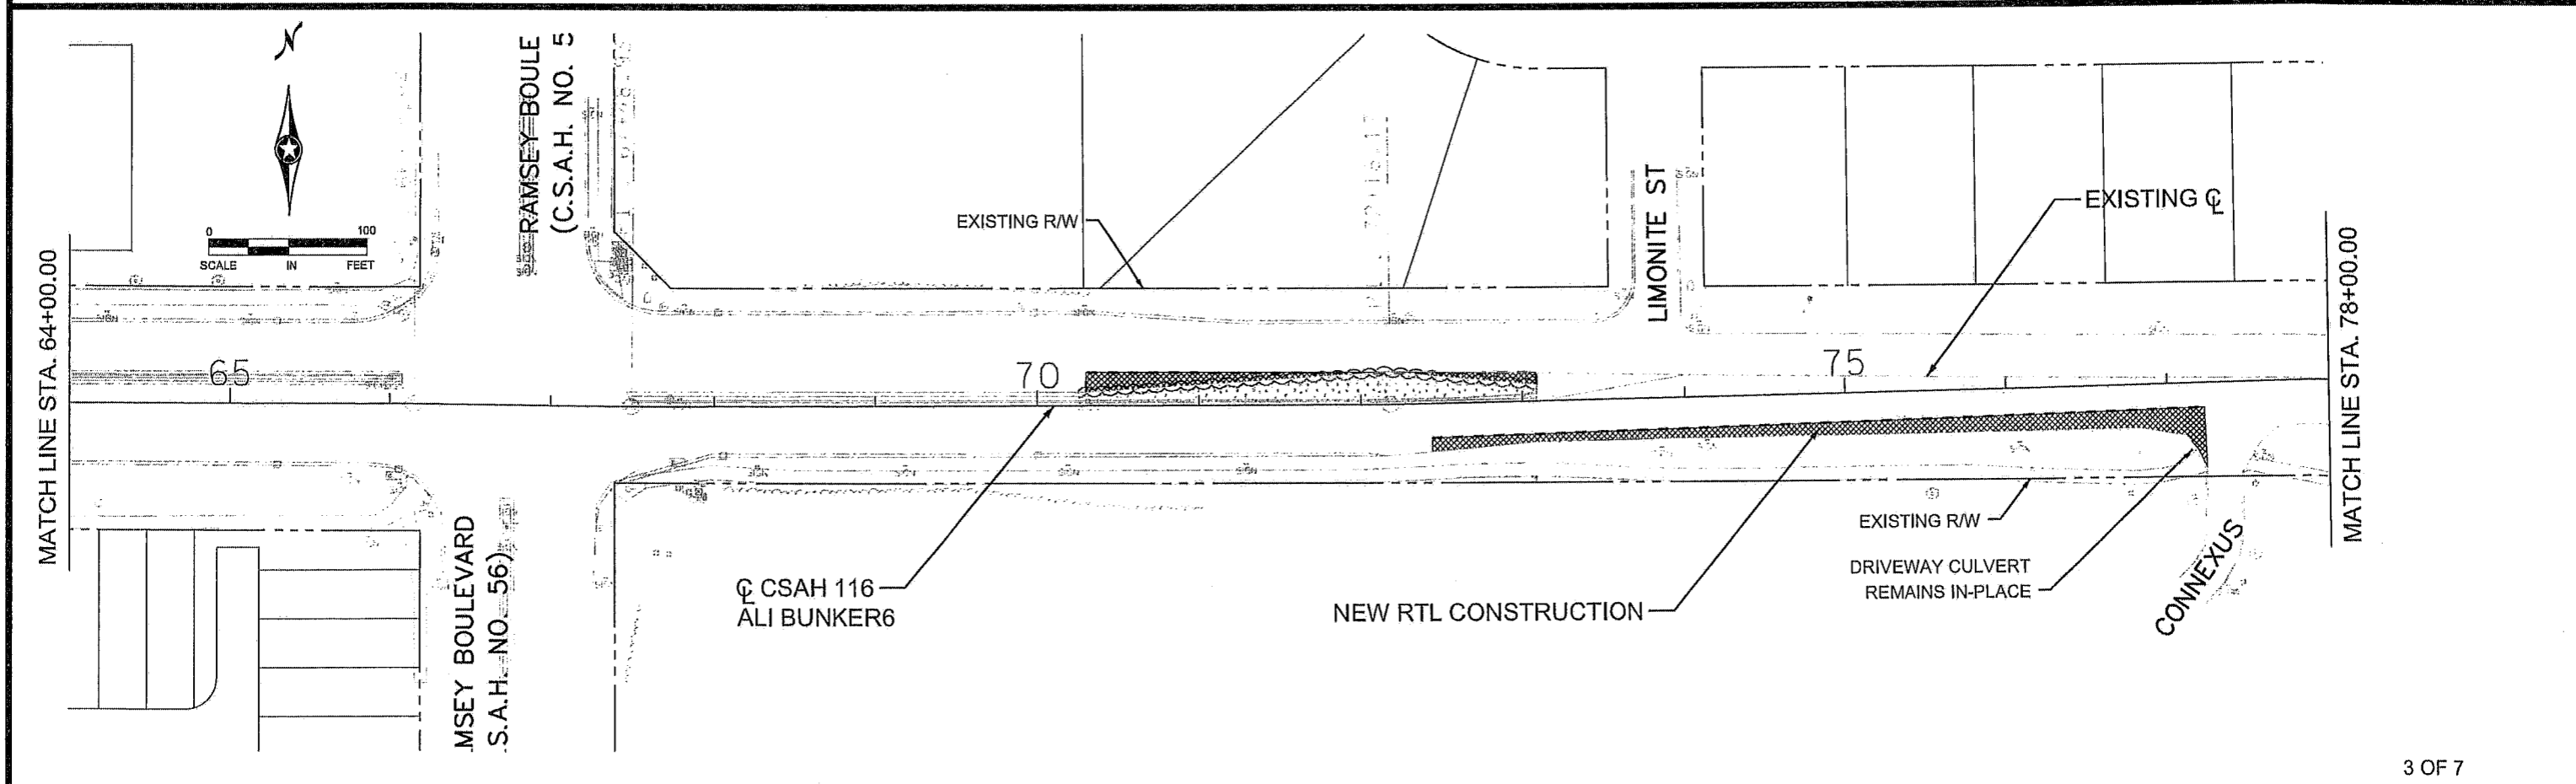 N
0 100
SCALE IN FEET
MATCH LINE STA. 64+00.00
RAMSEY BOULE
(C.S.A.H. NO. 5
EXISTING R/W
LIMONITE ST
EXISTING ℄
MATCH LINE STA. 78+00.00
65
70
75
℄ CSAH 116
ALI BUNKER6
NEW RTL CONSTRUCTION
EXISTING R/W
DRIVEWAY CULVERT
REMAINS IN-PLACE
CONNEXUS
MSEY BOULEVARD
S.A.H. NO. 56)
3 OF 7